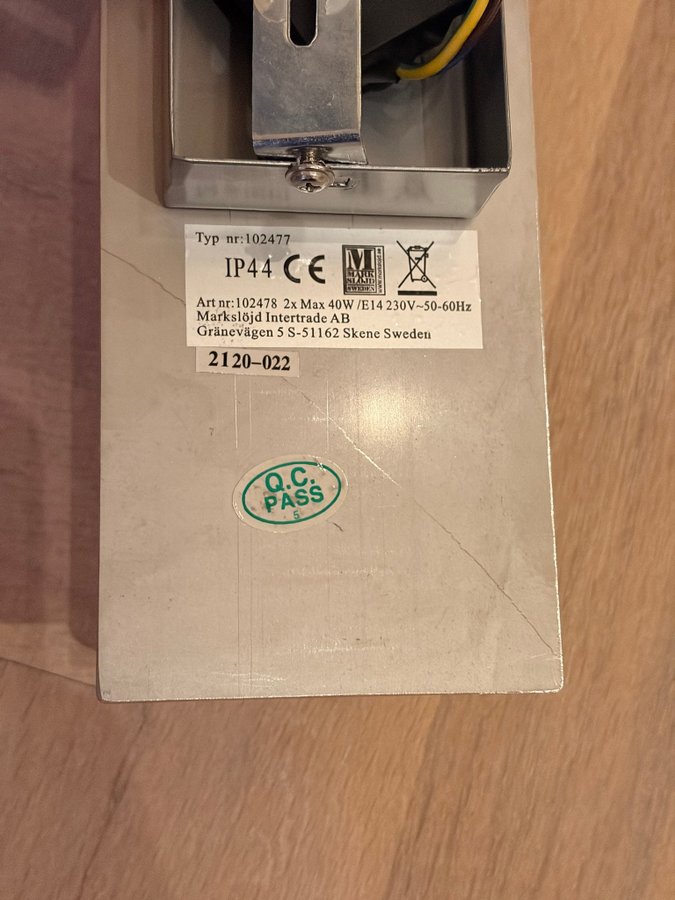 Typ nr:102477
IP44 CE
M
MARK
SLÖJD
SWEDEN
Art nr:102478 2x Max 40W /E14 230V~50-60Hz
Markslöjd Intertrade AB
Gränevägen 5 S-51162 Skene Sweden
2120-022
Q.C.
PASS
5